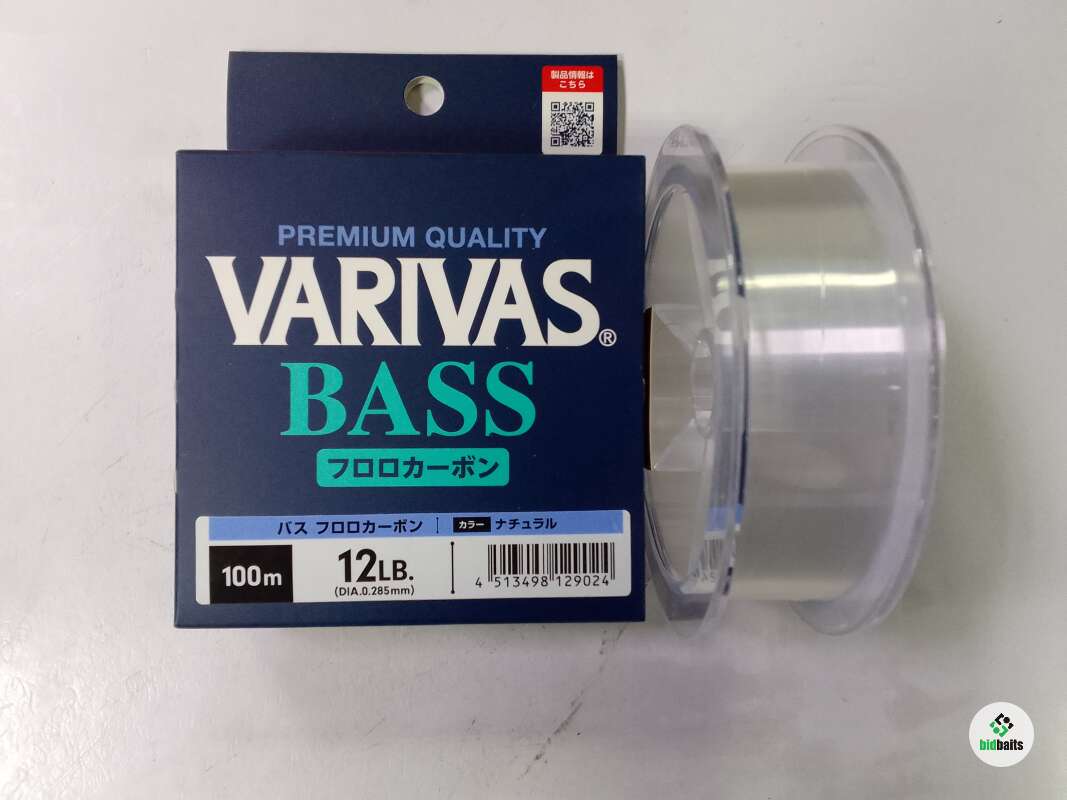 製品情報は
こちら
PREMIUM QUALITY
VARIVAS®
BASS
フロロカーボン
バス フロロカーボン カラー ナチュラル
100m
12LB.
(DIA.0.285mm)
4 513498 129024
bidbaits